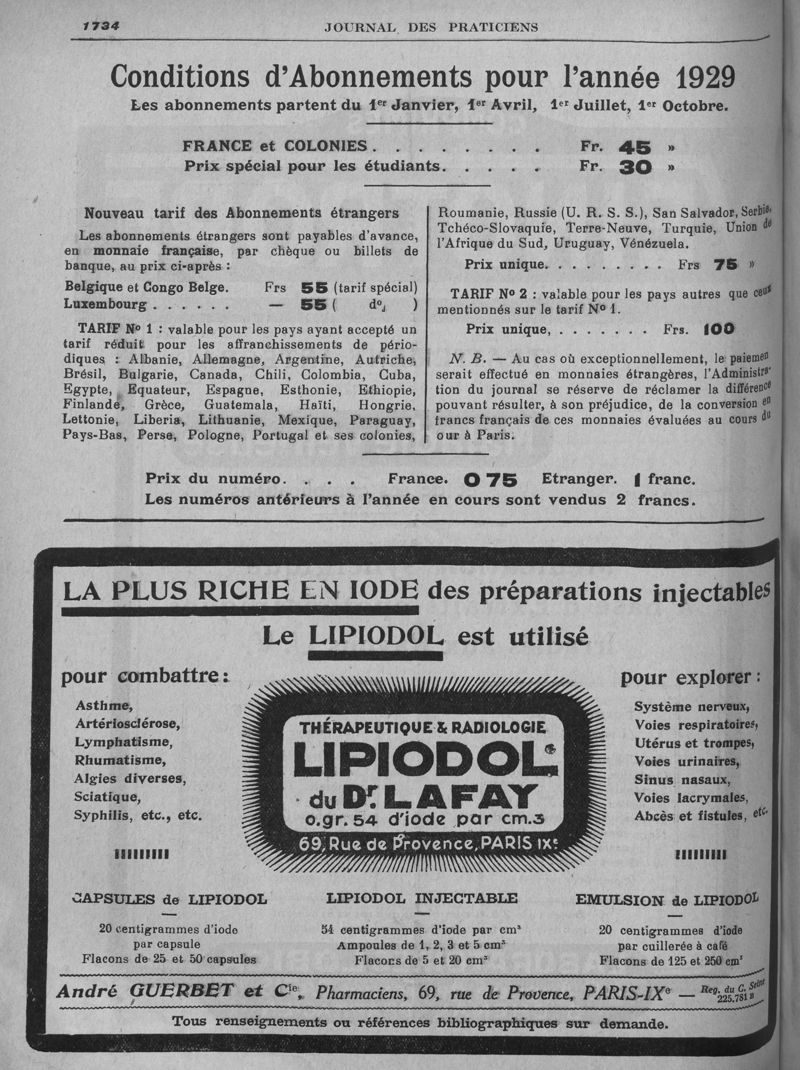 1734
JOURNAL DES PRATICIENS
Conditions d'Abonnements pour l'année 1929
Les abonnements partent du 1er Janvier, 1er Avril, 1er Juillet, 1er Octobre.
FRANCE et COLONIES . . . . . . . . Fr. 45 »
Prix spécial pour les étudiants. . . . . Fr. 30 »
Nouveau tarif des Abonnements étrangers
Les abonnements étrangers sont payables d'avance,
en monnaie française, par chèque ou billets de
banque, au prix ci-après :
Belgique et Congo Belge. Frs 55 (tarif spécial)
Luxembourg . . . . . . — 55 ( do )
TARIF No 1 : valable pour les pays ayant accepté un
tarif réduit pour les affranchissements de pério-
diques : Albanie, Allemagne, Argentine, Autriche,
Brésil, Bulgarie, Canada, Chili, Colombia, Cuba,
Egypte, Equateur, Espagne, Esthonie, Ethiopie,
Finlande, Grèce, Guatemala, Haïti, Hongrie,
Lettonie, Liberia, Lithuanie, Mexique, Paraguay,
Pays-Bas, Perse, Pologne, Portugal et ses colonies,
Roumanie, Russie (U. R. S. S.), San Salvador, Serbie,
Tchéco-Slovaquie, Terre-Neuve, Turquie, Union de
l'Afrique du Sud, Uruguay, Vénézuela.
Prix unique. . . . . . . . . Frs 75 »
TARIF No 2 : valable pour les pays autres que ceux
mentionnés sur le tarif No 1.
Prix unique, . . . . . . . Frs. 100
N. B. — Au cas où exceptionnellement, le paiemen
serait effectué en monnaies étrangères, l'Administra-
tion du journal se réserve de réclamer la différence
pouvant résulter, à son préjudice, de la conversion en
francs français de ces monnaies évaluées au cours du
our à Paris.
Prix du numéro. . . . France. 0 75 Etranger. 1 franc.
Les numéros antérieurs à l'année en cours sont vendus 2 francs.
LA PLUS RICHE EN IODE des préparations injectables
Le LIPIODOL est utilisé
pour combattre :
Asthme,
Artériosclérose,
Lymphatisme,
Rhumatisme,
Algies diverses,
Sciatique,
Syphilis, etc., etc.
THÉRAPEUTIQUE & RADIOLOGIE
LIPIODOL
du Dr. LAFAY
0.gr. 54 d'iode par cm.3
69, Rue de Provence, PARIS IXe
pour explorer :
Système nerveux,
Voies respiratoires,
Utérus et trompes,
Voies urinaires,
Sinus nasaux,
Voies lacrymales,
Abcès et fistules, etc.
CAPSULES de LIPIODOL
20 centigrammes d'iode
par capsule
Flacons de 25 et 50 capsules
LIPIODOL INJECTABLE
54 centigrammes d'iode par cm3
Ampoules de 1, 2, 3 et 5 cm3
Flacons de 5 et 20 cm3
EMULSION de LIPIODOL
20 centigrammes d'iode
par cuillerée à café
Flacons de 125 et 250 cm3
André GUERBET et Cie, Pharmaciens, 69, rue de Provence, PARIS-IXe — Reg. du C. Seine 225.781 B
Tous renseignements ou références bibliographiques sur demande.